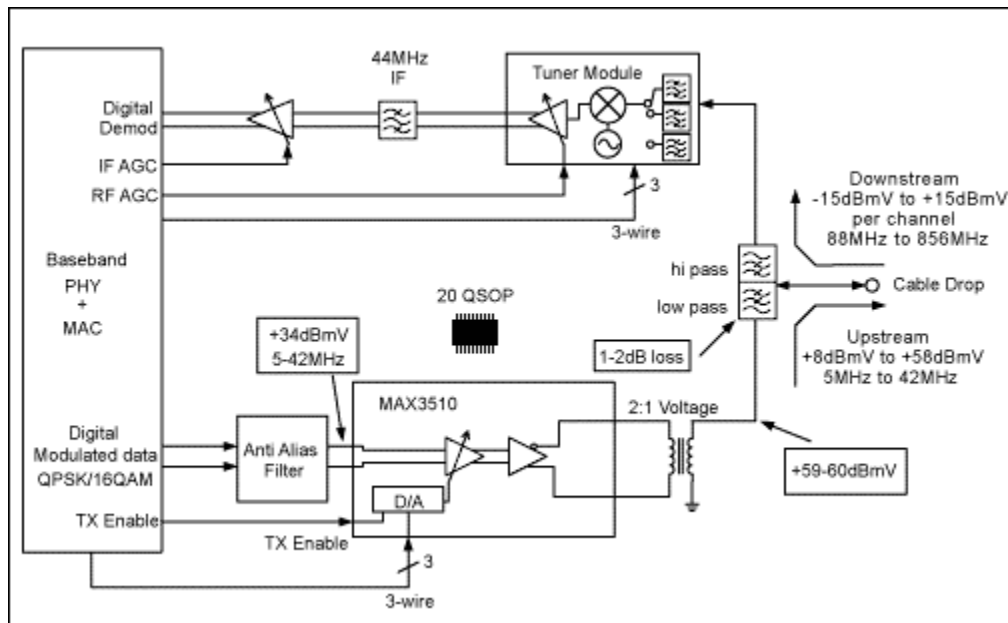 44MHz
IF
Tuner Module
Digital
Demod
IF AGC
RF AGC
3
3-wire
Downstream
-15dBmV to +15dBmV
per channel
88MHz to 856MHz
Baseband
PHY
+
MAC
hi pass
low pass
Cable Drop
20 QSOP
+34dBmV
5-42MHz
1-2dB loss
Upstream
+8dBmV to +58dBmV
5MHz to 42MHz
MAX3510
2:1 Voltage
Digital
Modulated data
QPSK/16QAM
Anti Alias
Filter
D/A
+59-60dBmV
TX Enable
TX Enable
3
3-wire